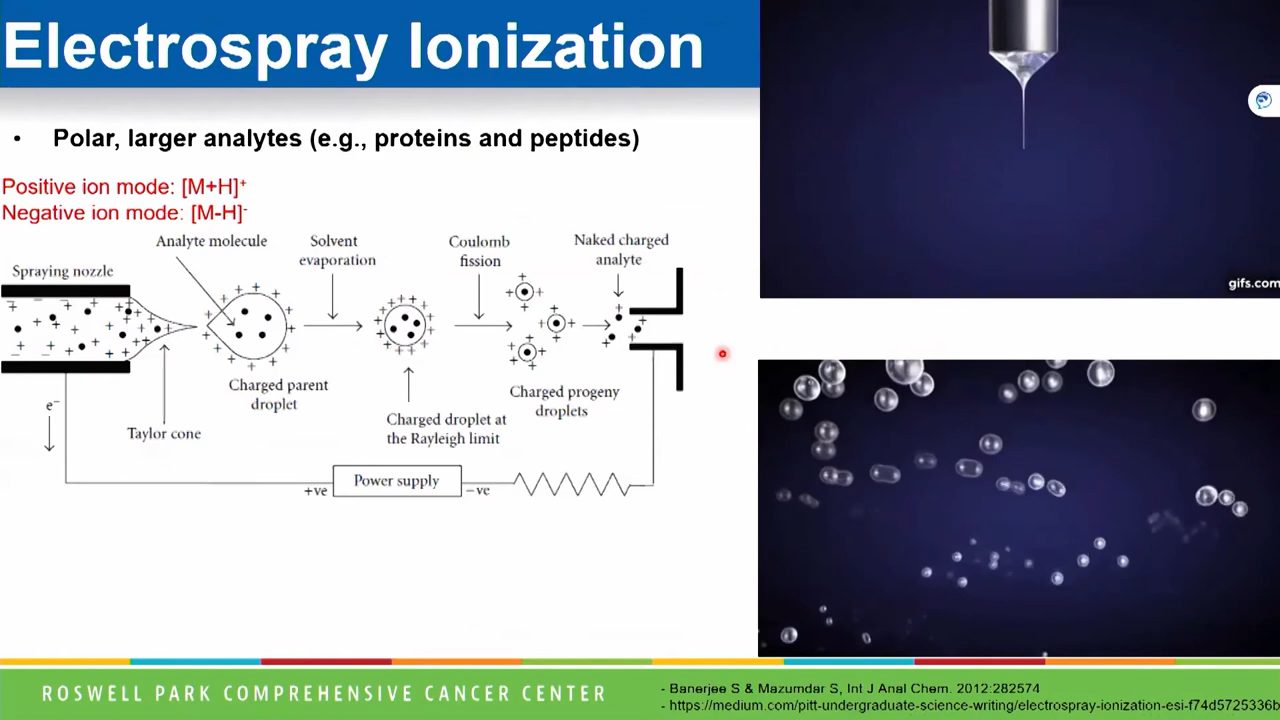 Electrospray Ionization
• Polar, larger analytes (e.g., proteins and peptides)
Positive ion mode: [M+H]+
Negative ion mode: [M-H]-
Analyte molecule
Solvent
evaporation
Coulomb
fission
Naked charged
analyte
Spraying nozzle
Charged parent
droplet
Charged progeny
droplets
e−
Taylor cone
Charged droplet at
the Rayleigh limit
+ve
Power supply
−ve
gifs.com
ROSWELL PARK COMPREHENSIVE CANCER CENTER
- Banerjee S & Mazumdar S, Int J Anal Chem. 2012:282574
- https://medium.com/pitt-undergraduate-science-writing/electrospray-ionization-esi-f74d5725336b